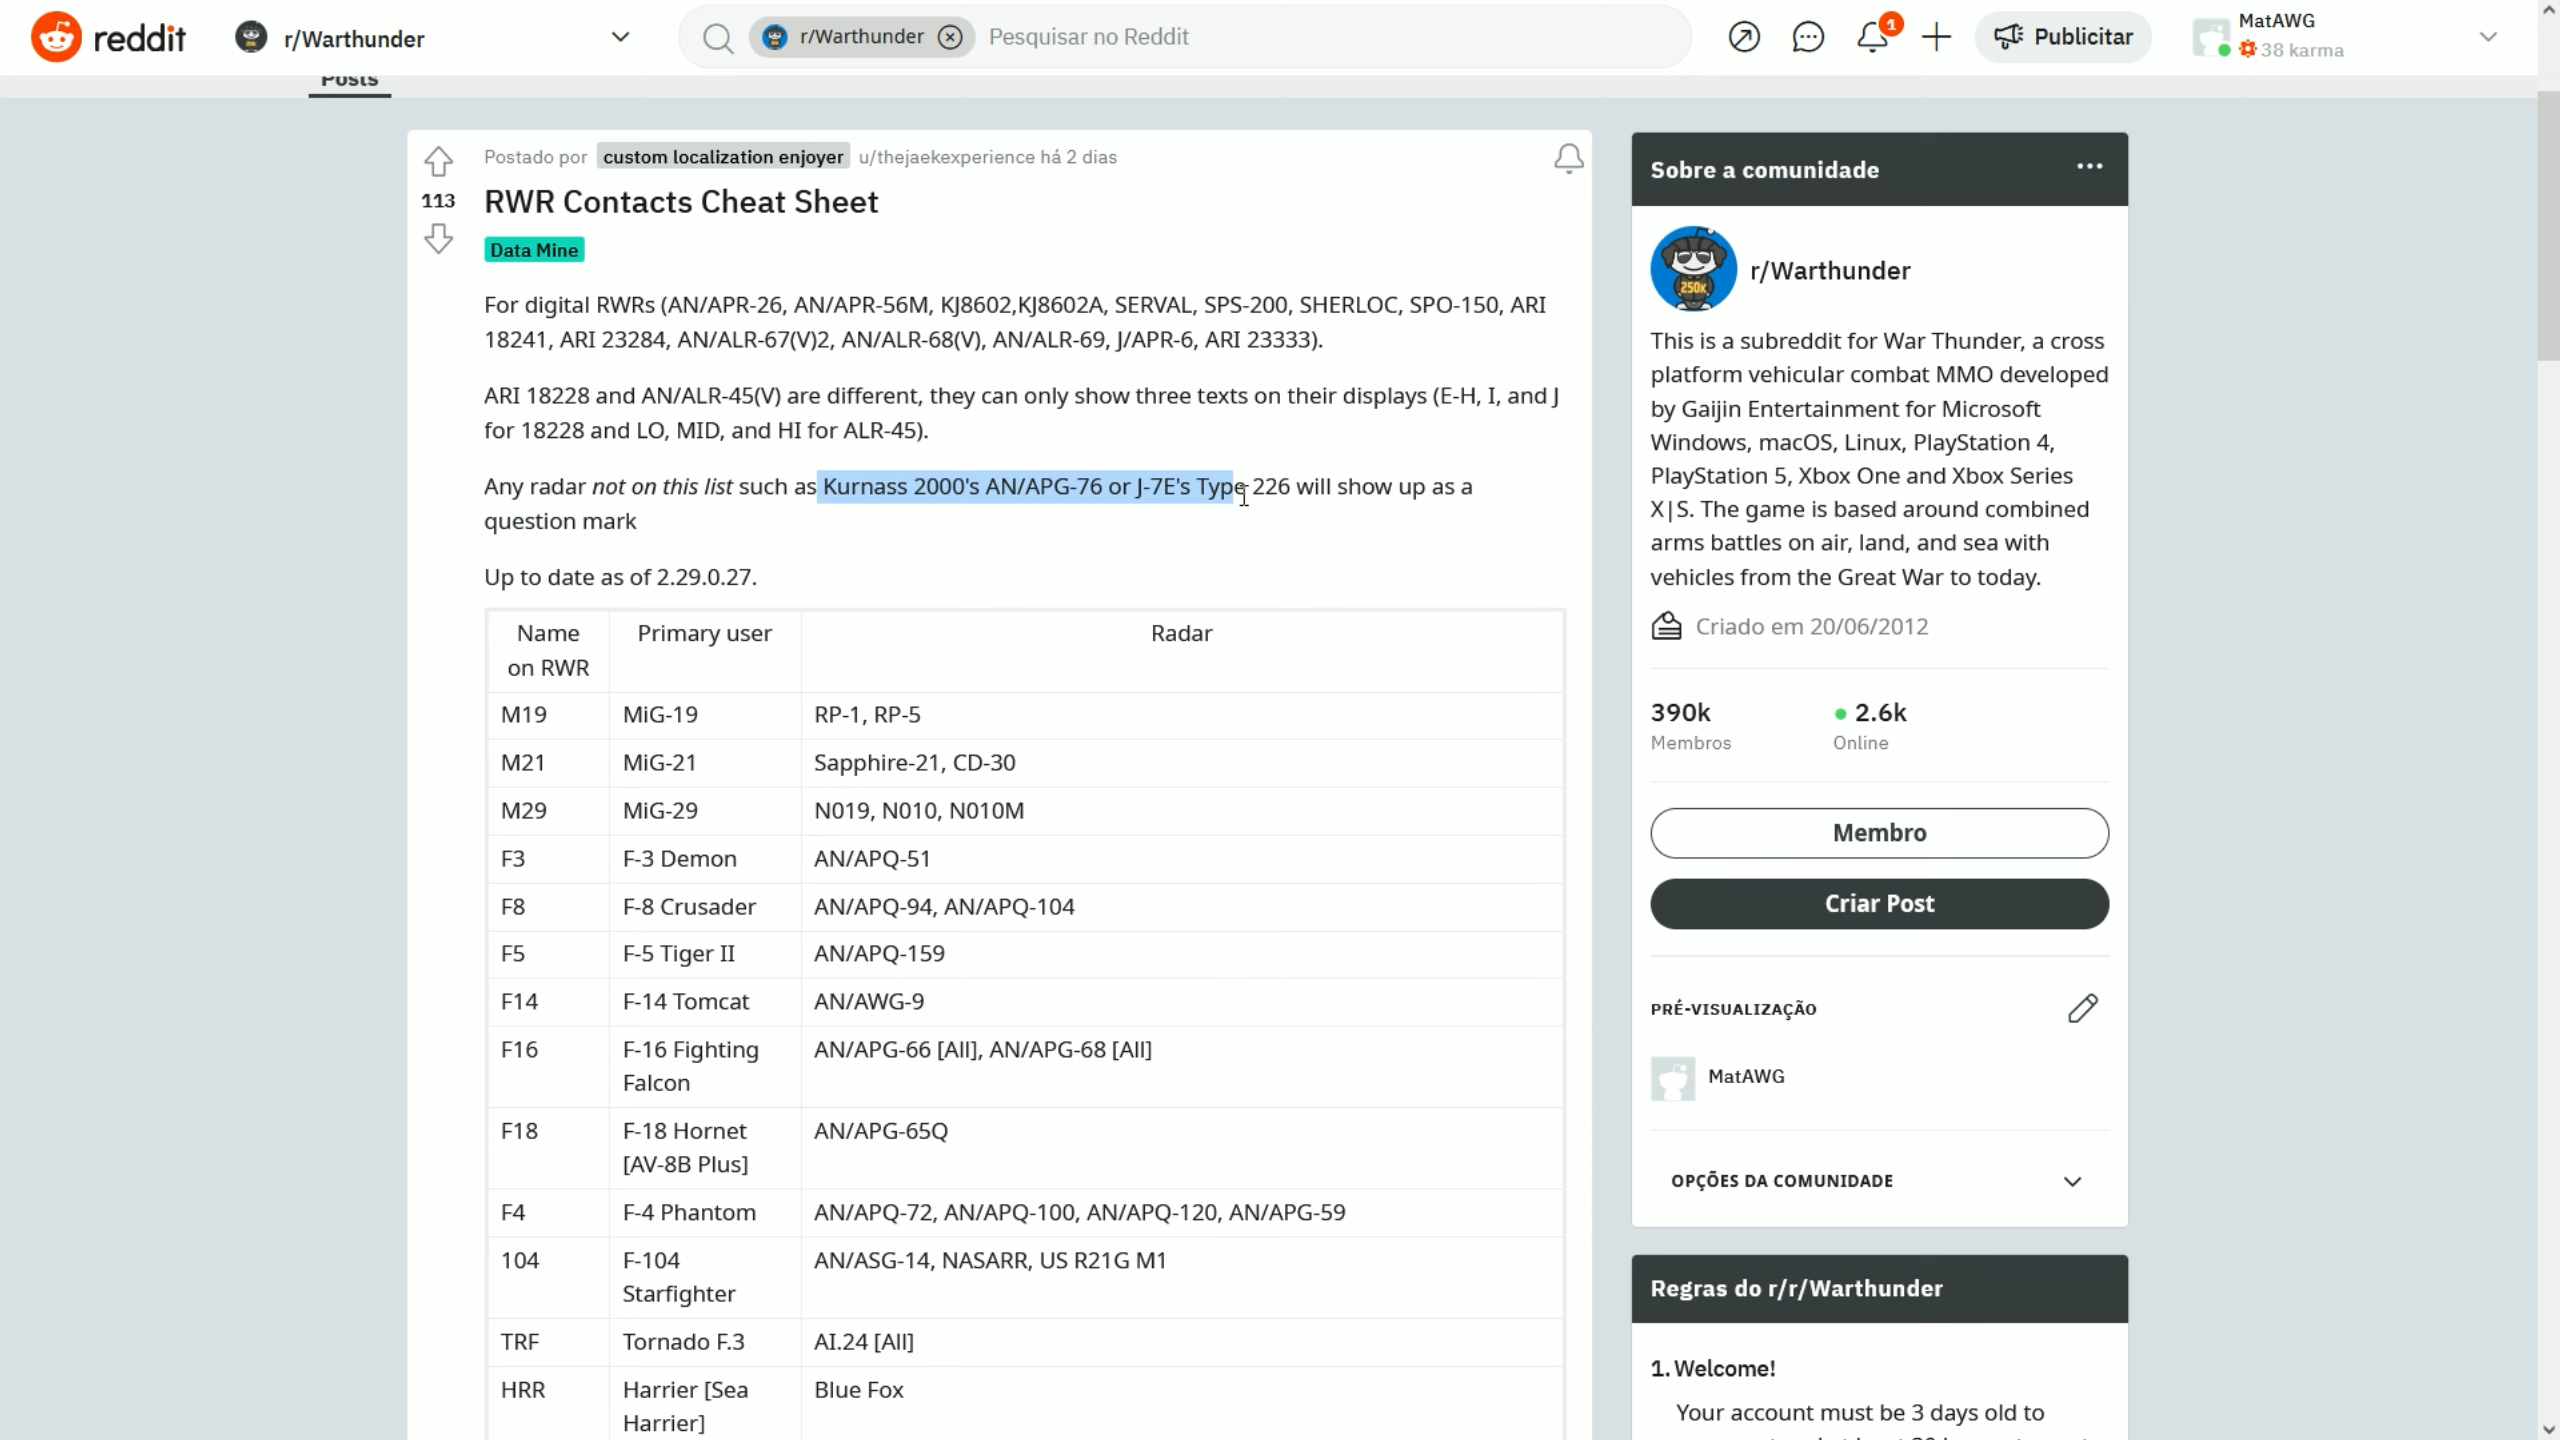 reddit
r/Warthunder
r/Warthunder
Pesquisar no Reddit
1
Publicitar
MatAWG
38 karma
Posts
113
Postado por custom localization enjoyer u/thejaekexperience há 2 dias
RWR Contacts Cheat Sheet
Data Mine
For digital RWRs (AN/APR-26, AN/APR-56M, KJ8602,KJ8602A, SERVAL, SPS-200, SHERLOC, SPO-150, ARI
18241, ARI 23284, AN/ALR-67(V)2, AN/ALR-68(V), AN/ALR-69, J/APR-6, ARI 23333).
ARI 18228 and AN/ALR-45(V) are different, they can only show three texts on their displays (E-H, I, and J
for 18228 and LO, MID, and HI for ALR-45).
Any radar not on this list such as Kurnass 2000's AN/APG-76 or J-7E's Type 226 will show up as a
question mark
Up to date as of 2.29.0.27.
Name
on RWR
Primary user
Radar
M19
MiG-19
RP-1, RP-5
M21
MiG-21
Sapphire-21, CD-30
M29
MiG-29
N019, N010, N010M
F3
F-3 Demon
AN/APQ-51
F8
F-8 Crusader
AN/APQ-94, AN/APQ-104
F5
F-5 Tiger II
AN/APQ-159
F14
F-14 Tomcat
AN/AWG-9
F16
F-16 Fighting
Falcon
AN/APG-66 [All], AN/APG-68 [All]
F18
F-18 Hornet
[AV-8B Plus]
AN/APG-65Q
F4
F-4 Phantom
AN/APQ-72, AN/APQ-100, AN/APQ-120, AN/APG-59
104
F-104
Starfighter
AN/ASG-14, NASARR, US R21G M1
TRF
Tornado F.3
AI.24 [All]
HRR
Harrier [Sea
Harrier]
Blue Fox
Sobre a comunidade
250K
r/Warthunder
This is a subreddit for War Thunder, a cross
platform vehicular combat MMO developed
by Gaijin Entertainment for Microsoft
Windows, macOS, Linux, PlayStation 4,
PlayStation 5, Xbox One and Xbox Series
X|S. The game is based around combined
arms battles on air, land, and sea with
vehicles from the Great War to today.
Criado em 20/06/2012
390k
Membros
2.6k
Online
Membro
Criar Post
PRÉ-VISUALIZAÇÃO
MatAWG
OPÇÕES DA COMUNIDADE
Regras do r/r/Warthunder
1. Welcome!
Your account must be 3 days old to